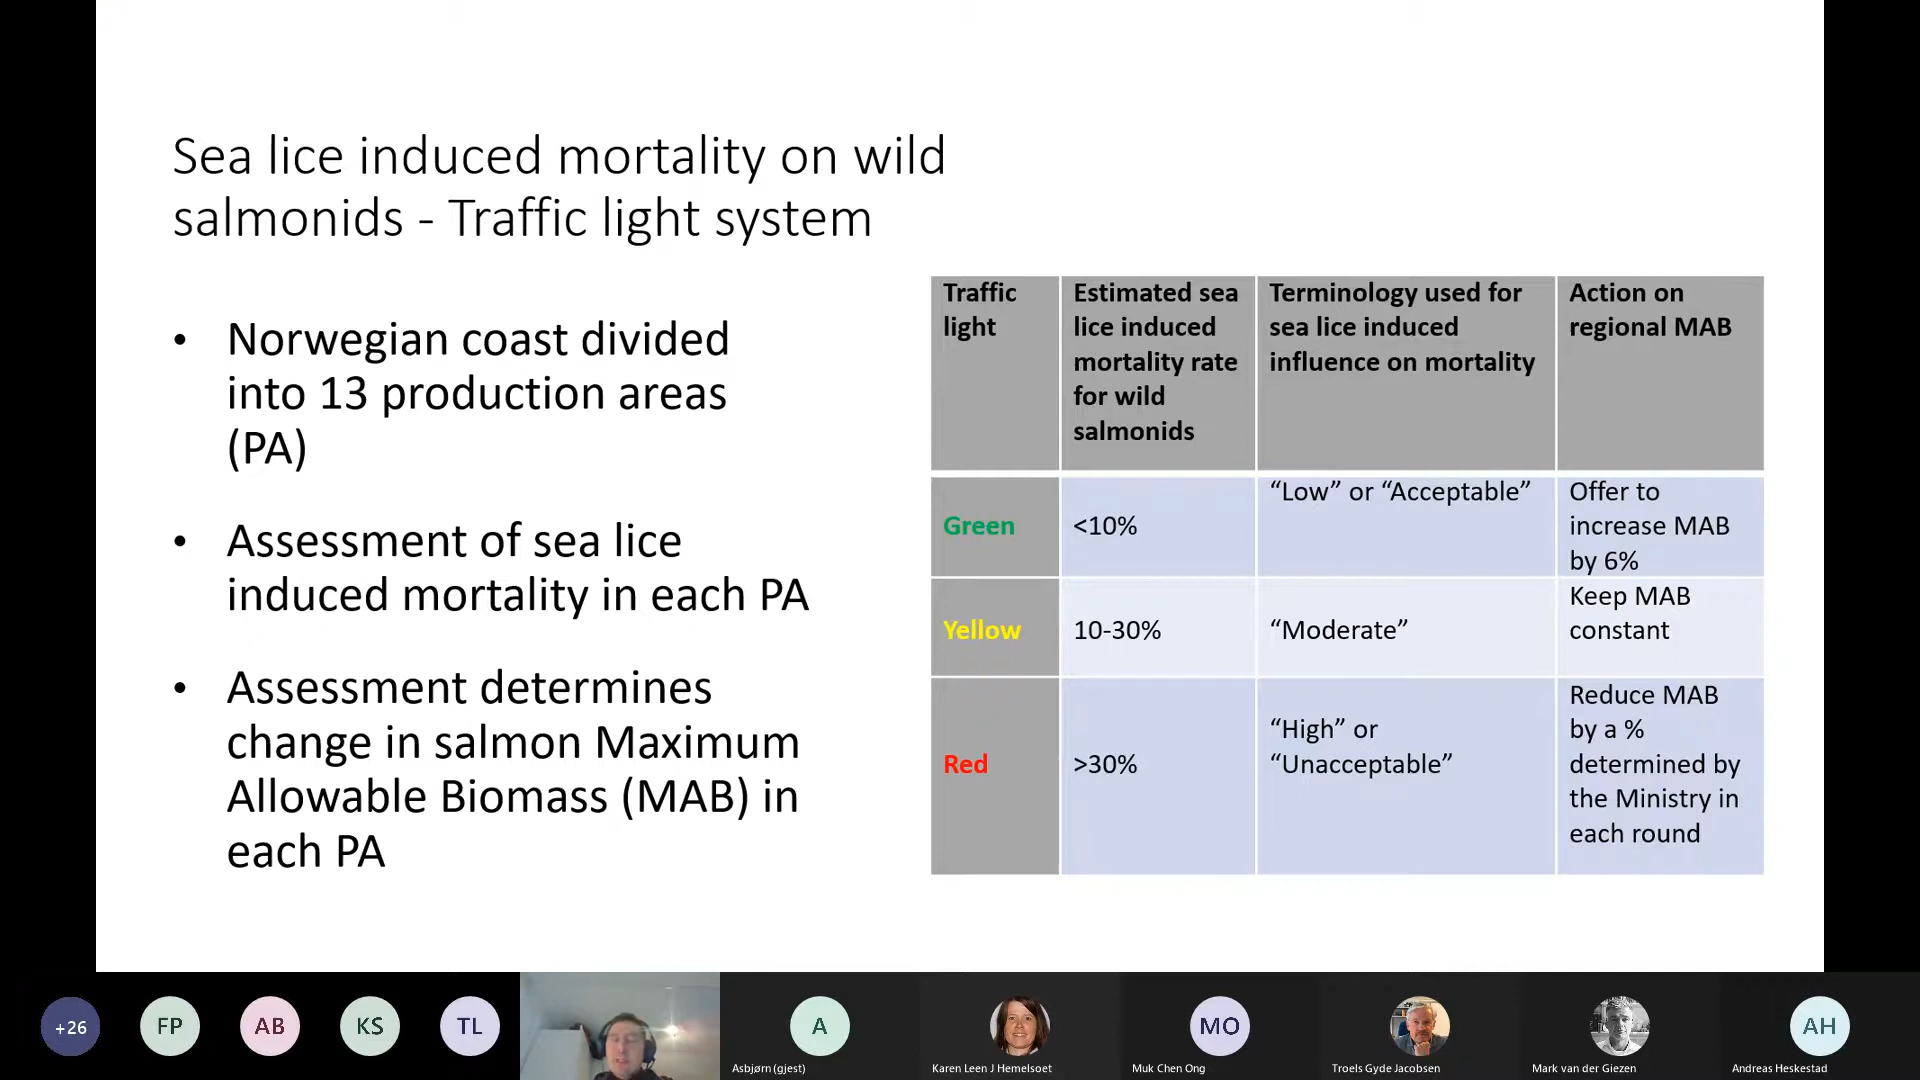 Sea lice induced mortality on wild
salmonids - Traffic light system
• Norwegian coast divided
into 13 production areas
(PA)
• Assessment of sea lice
induced mortality in each PA
• Assessment determines
change in salmon Maximum
Allowable Biomass (MAB) in
each PA
Traffic
light
Estimated sea
lice induced
mortality rate
for wild
salmonids
Terminology used for
sea lice induced
influence on mortality
Action on
regional MAB
Green
<10%
“Low” or “Acceptable”
Offer to
increase MAB
by 6%
Yellow
10-30%
“Moderate”
Keep MAB
constant
Red
>30%
“High” or
“Unacceptable”
Reduce MAB
by a %
determined by
the Ministry in
each round
+26
FP
AB
KS
TL
A
MO
AH
Asbjørn (gjest)
Karen Leen J Hemelsoet
Muk Chen Ong
Troels Gyde Jacobsen
Mark van der Giezen
Andreas Heskestad